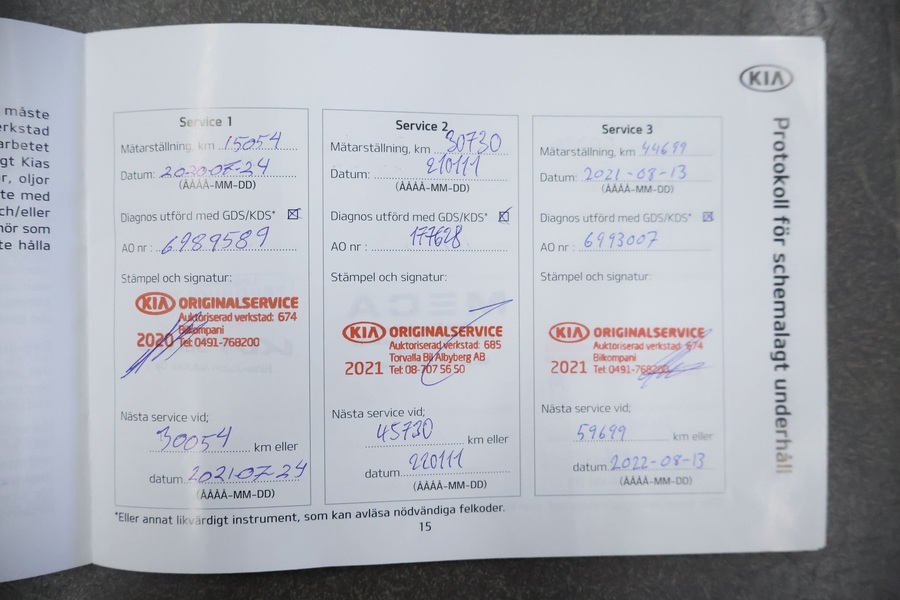 måste
erkstad
arbetet
gt Kias
r, oljor
te med
ch/eller
hör som
te hålla
KIA
Protokoll för schemalagt underhåll
Service 1
Mätarställning, km 15054
Datum: 2020-07-24
(ÅÅÅÅ-MM-DD)
Diagnos utförd med GDS/KDS*
AO nr : 6989589
Stämpel och signatur:
KIA ORIGINALSERVICE
Auktoriserad verkstad: 674
Bilkompani
2020 Tel: 0491-768200
Nästa service vid;
30054 km eller
datum 2021-07-24
(ÅÅÅÅ-MM-DD)
Service 2
Mätarställning, km 30730
Datum: 210111
(ÅÅÅÅ-MM-DD)
Diagnos utförd med GDS/KDS*
AO nr : 177628
Stämpel och signatur:
KIA ORIGINALSERVICE
Auktoriserad verkstad: 685
Torvalla Bil Albyberg AB
2021 Tel: 08-707 56 50
Nästa service vid;
45730 km eller
datum 220111
(ÅÅÅÅ-MM-DD)
Service 3
Mätarställning, km 44699
Datum: 2021-08-13
(ÅÅÅÅ-MM-DD)
Diagnos utförd med GDS/KDS*
AO nr : 6993007
Stämpel och signatur:
KIA ORIGINALSERVICE
Auktoriserad verkstad: 674
Bilkompani
2021 Tel: 0491-768200
Nästa service vid;
59699 km eller
datum 2022-08-13
(ÅÅÅÅ-MM-DD)
*Eller annat likvärdigt instrument, som kan avläsa nödvändiga felkoder.
15